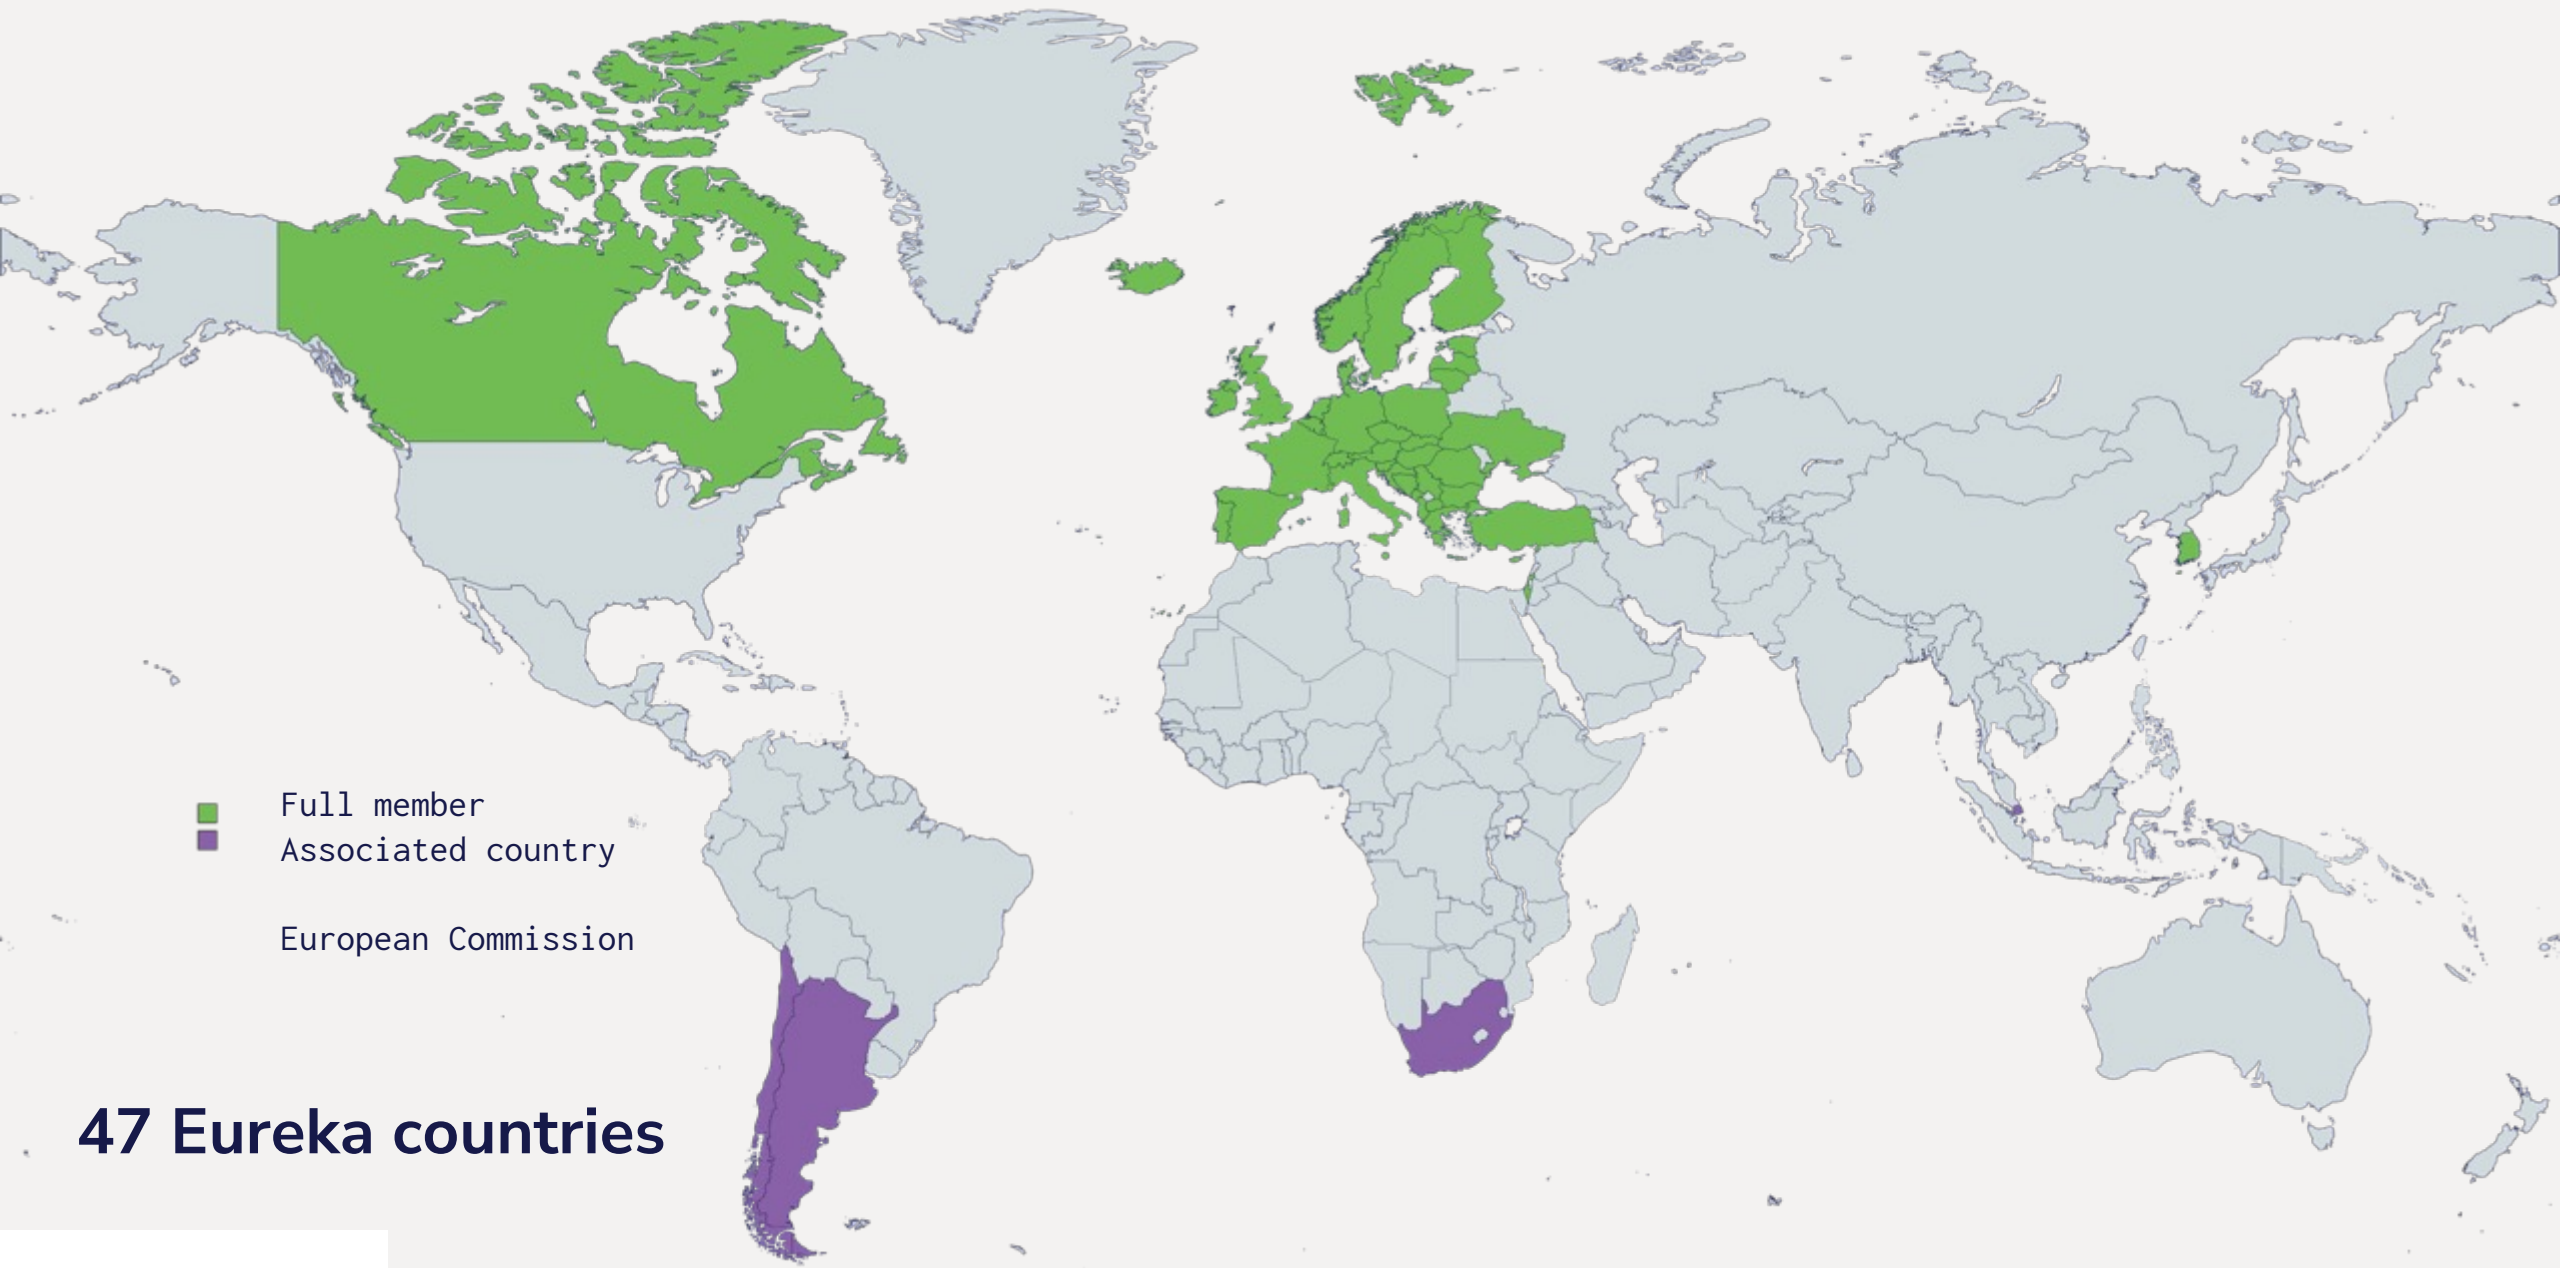 Full member
Associated country
European Commission
47 Eureka countries